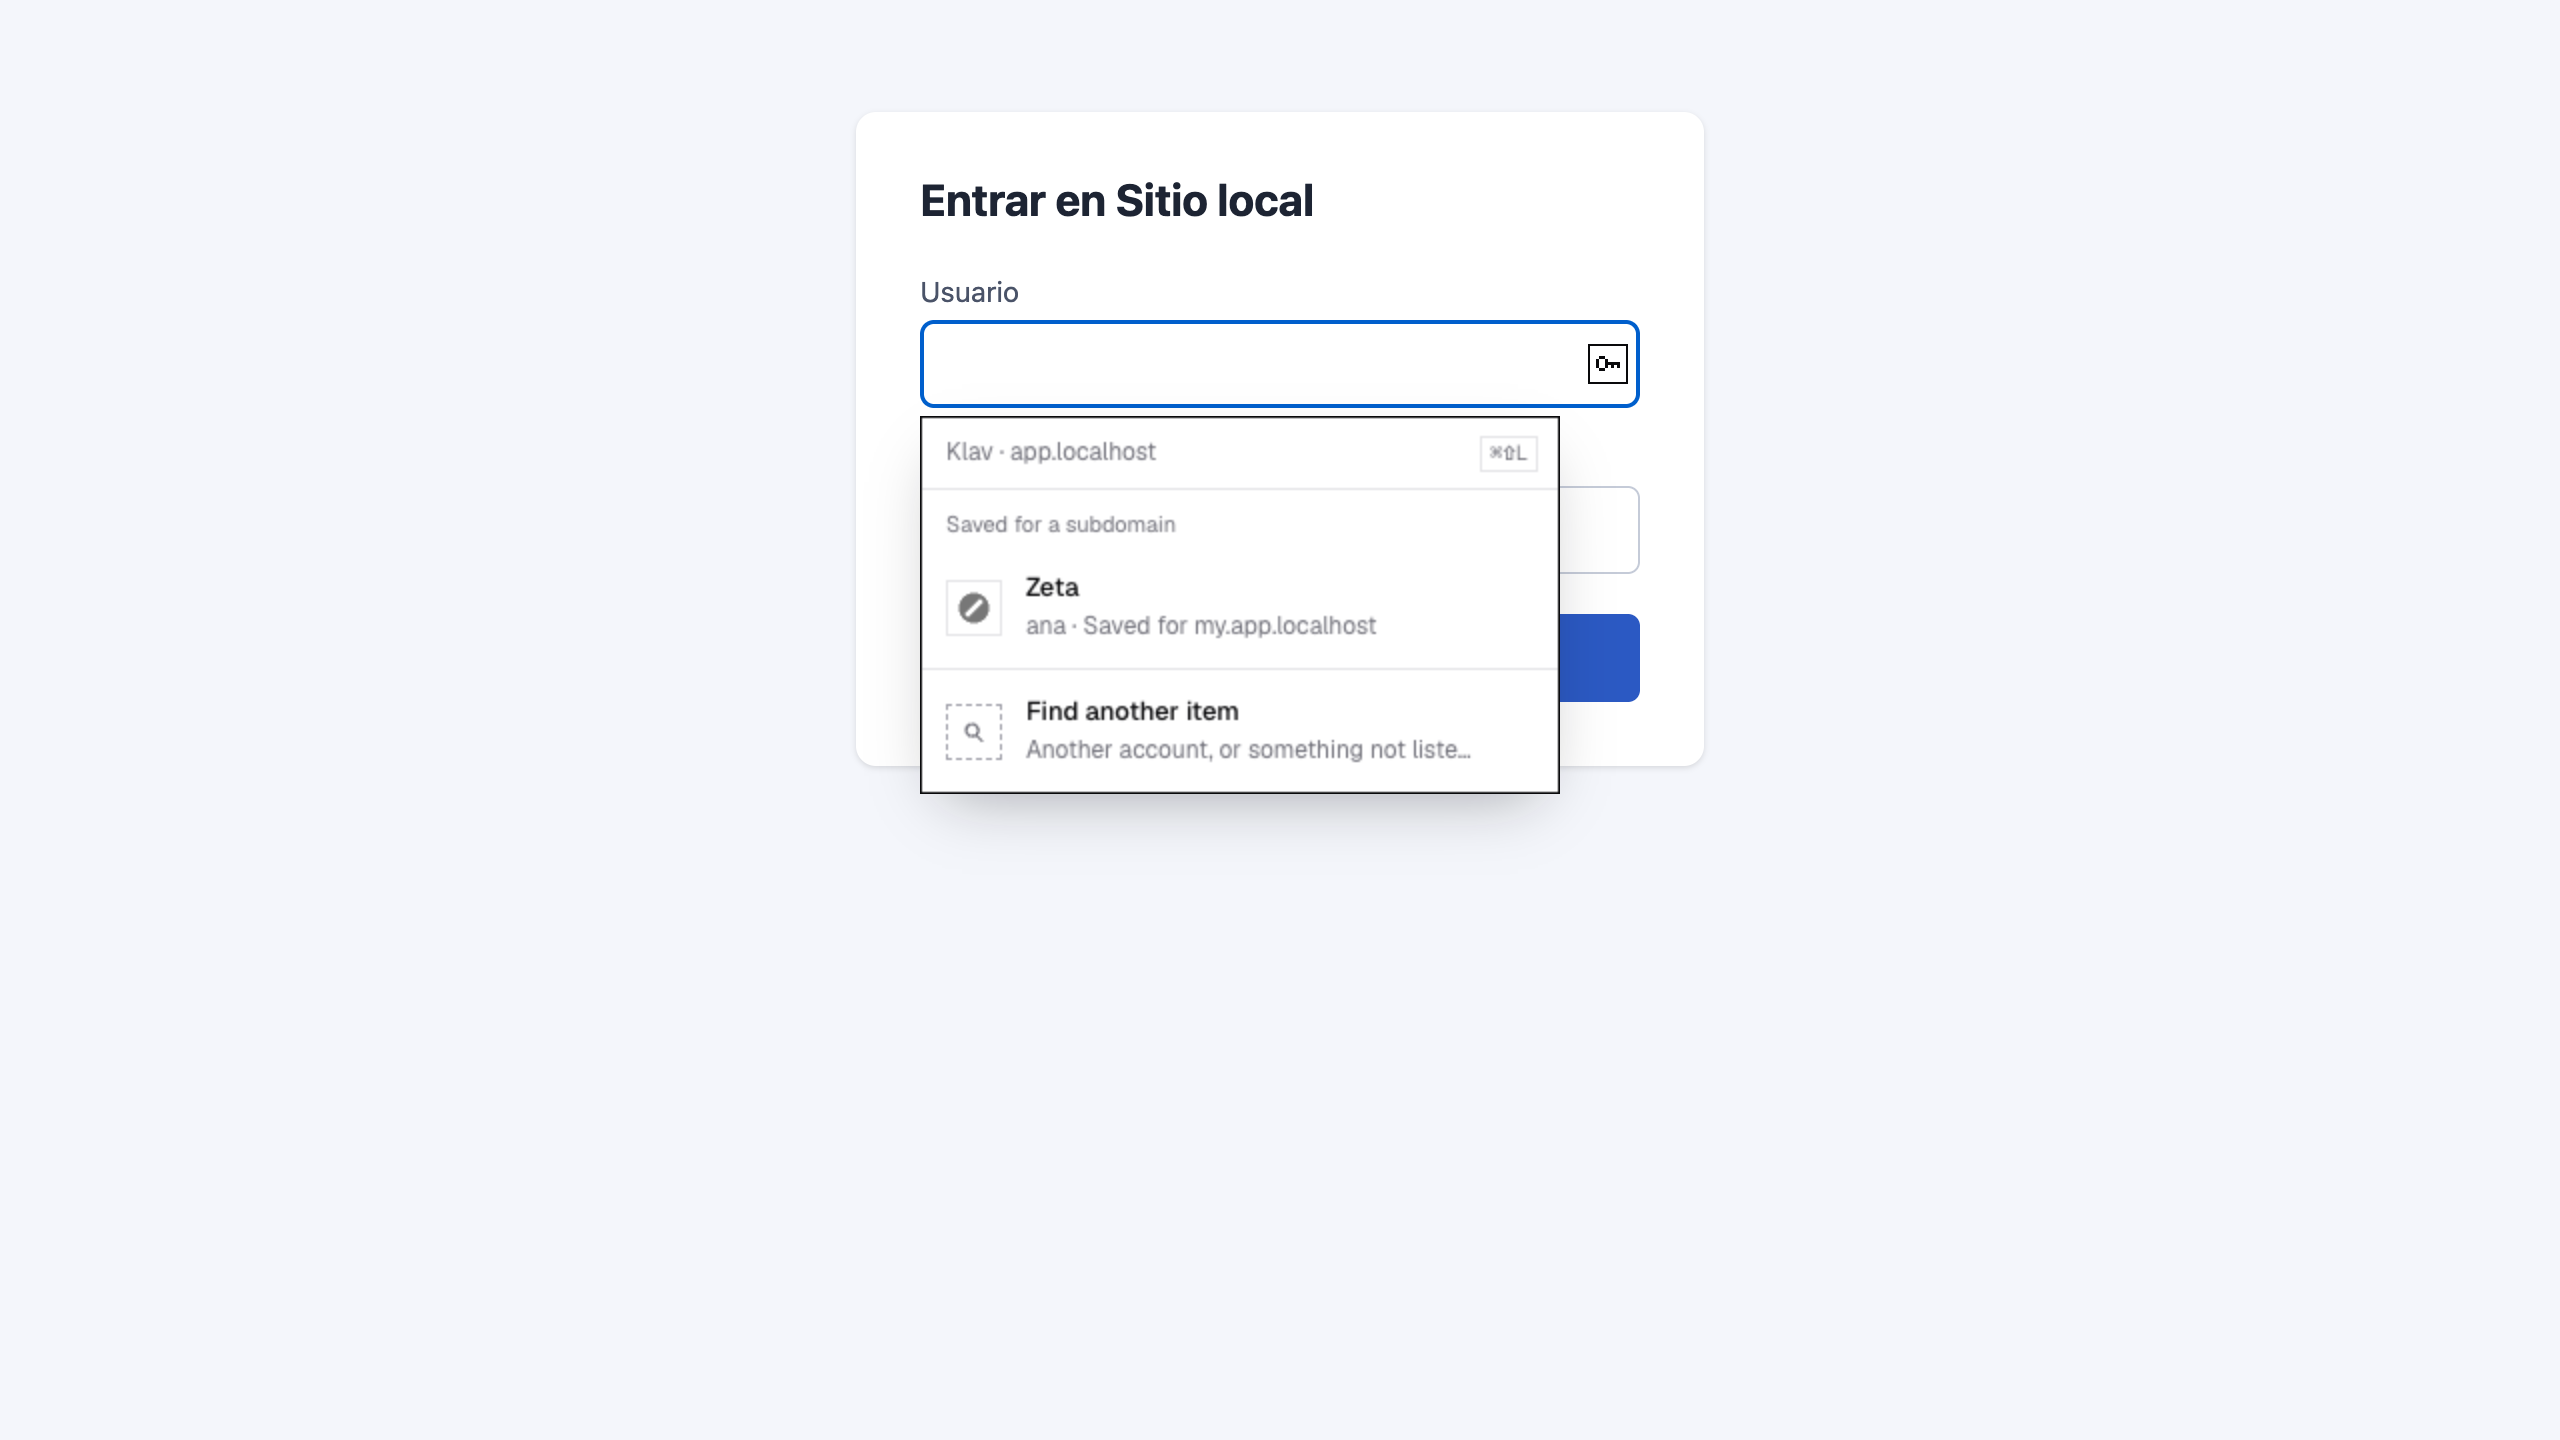 Entrar en Sitio local
Usuario
Klav · app.localhost
⌘⇧L
Saved for a subdomain
Zeta
ana · Saved for my.app.localhost
Find another item
Another account, or something not liste…